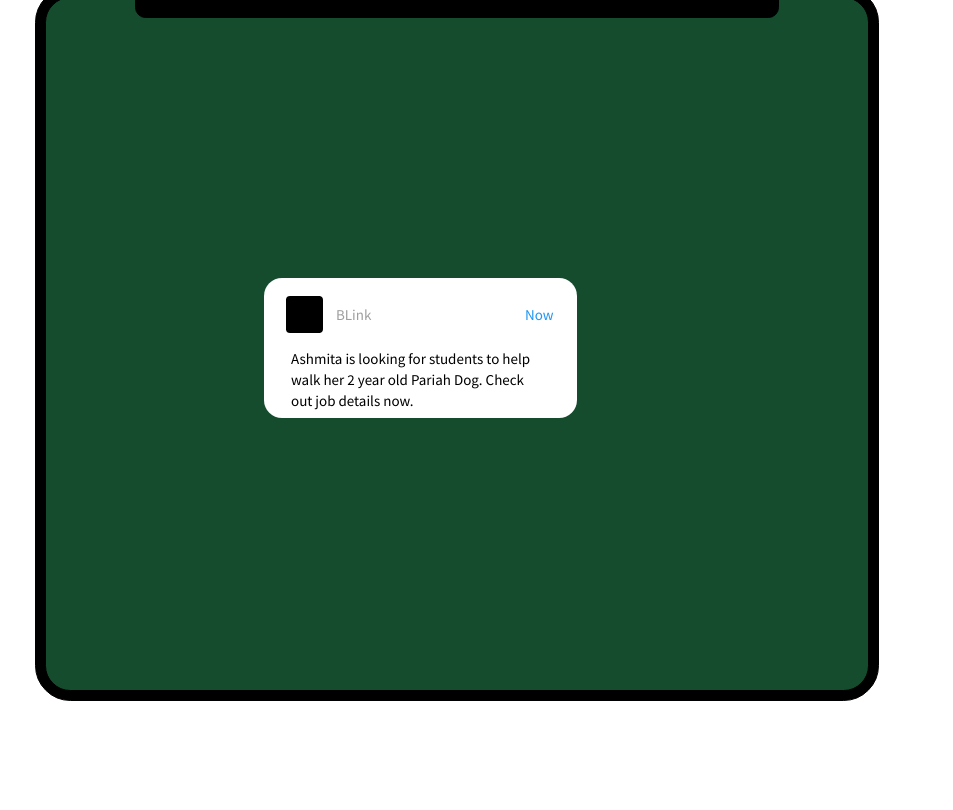 BLink Now
Ashmita is looking for students to help
walk her 2 year old Pariah Dog. Check
out job details now.